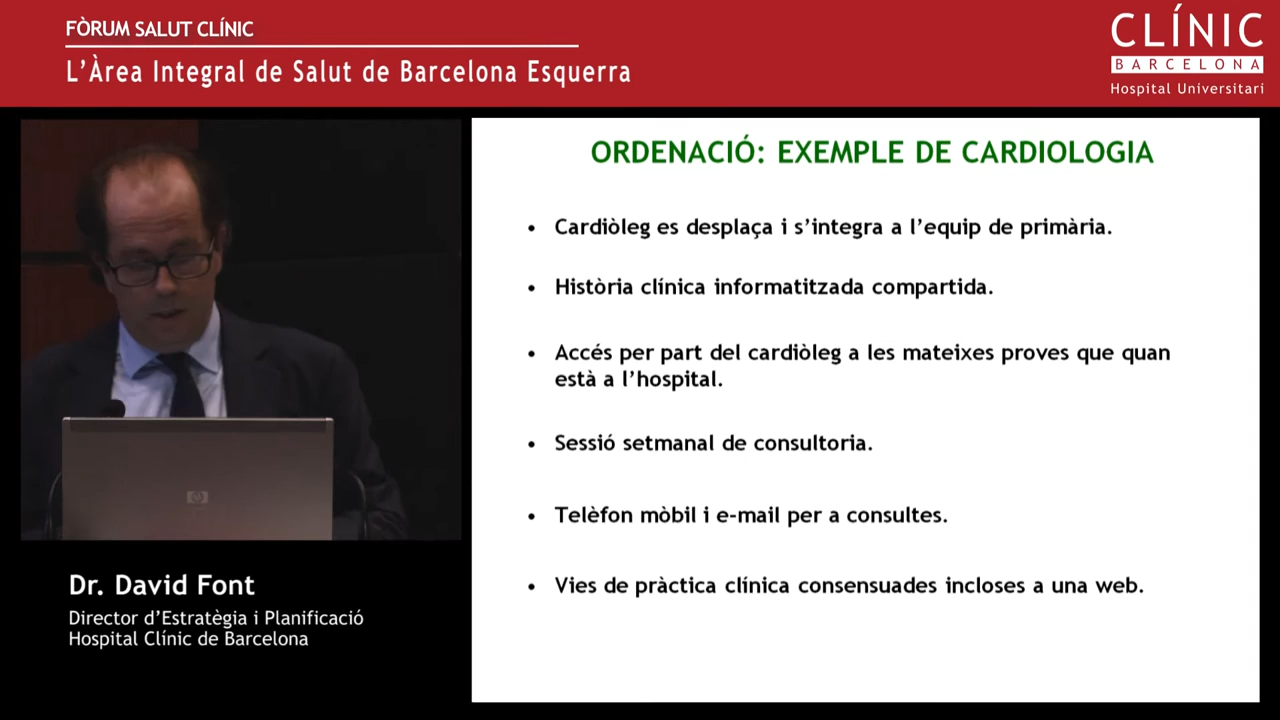 FÒRUM SALUT CLÍNIC
L'Àrea Integral de Salut de Barcelona Esquerra
CLÍNIC
BARCELONA
Hospital Universitari
ORDENACIÓ: EXEMPLE DE CARDIOLOGIA
• Cardiòleg es desplaça i s'integra a l'equip de primària.
• Història clínica informatitzada compartida.
• Accés per part del cardiòleg a les mateixes proves que quan
està a l'hospital.
• Sessió setmanal de consultoria.
• Telèfon mòbil i e-mail per a consultes.
• Vies de pràctica clínica consensuades incloses a una web.
hp
Dr. David Font
Director d'Estratègia i Planificació
Hospital Clínic de Barcelona